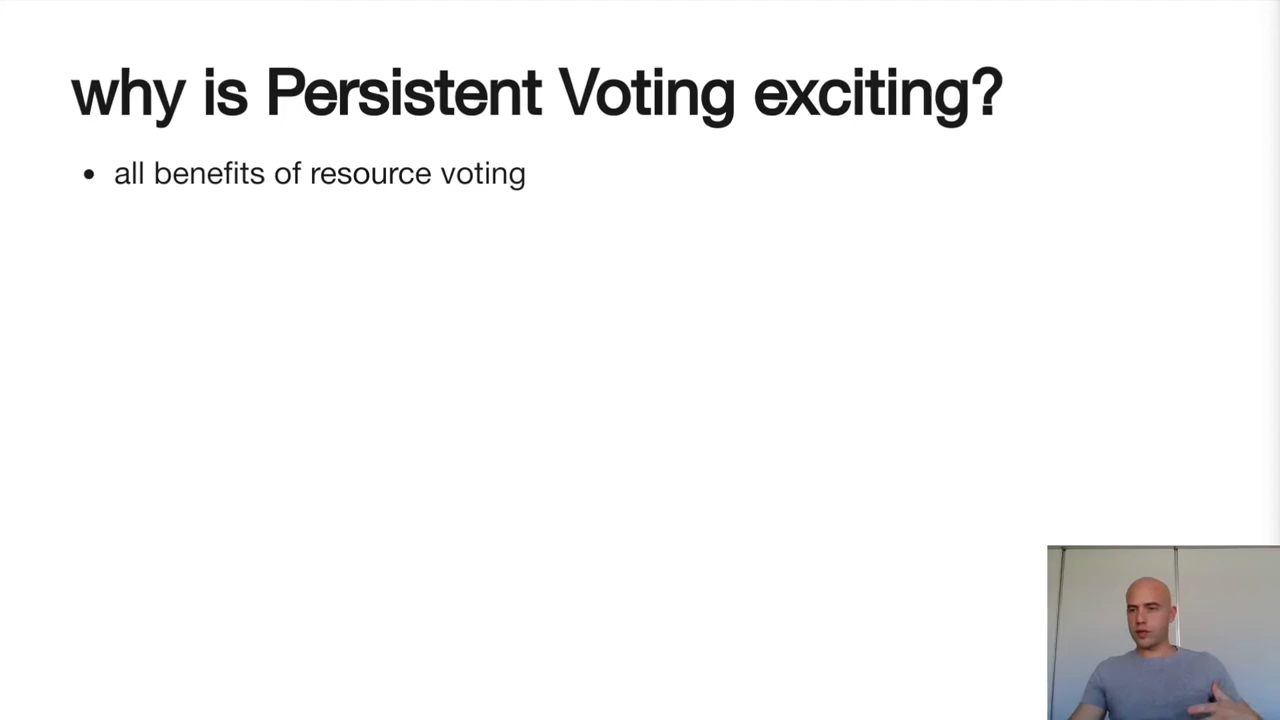 why is Persistent Voting exciting?
• all benefits of resource voting